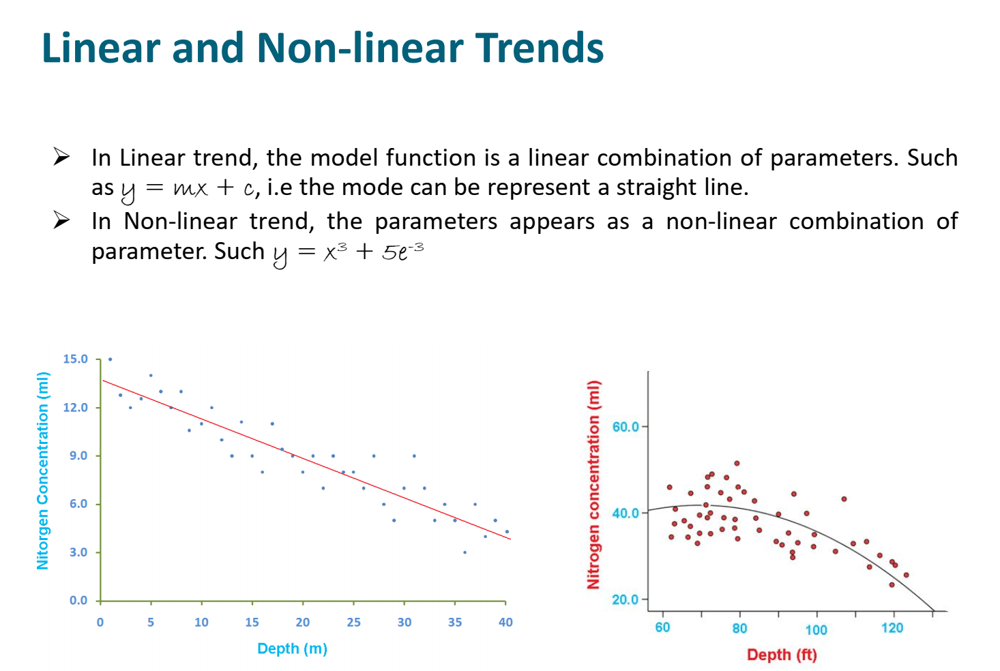 Linear and Non-linear Trends
➢ In Linear trend, the model function is a linear combination of parameters. Such
as y = mx + c, i.e the mode can be represent a straight line.
➢ In Non-linear trend, the parameters appears as a non-linear combination of
parameter. Such y = x³ + 5e⁻³
Nitorgen Concentration (ml)
15.0
12.0
9.0
6.0
3.0
0.0
0 5 10 15 20 25 30 35 40
Depth (m)
Nitrogen concentration (ml)
60.0
40.0
20.0
60 80 100 120
Depth (ft)